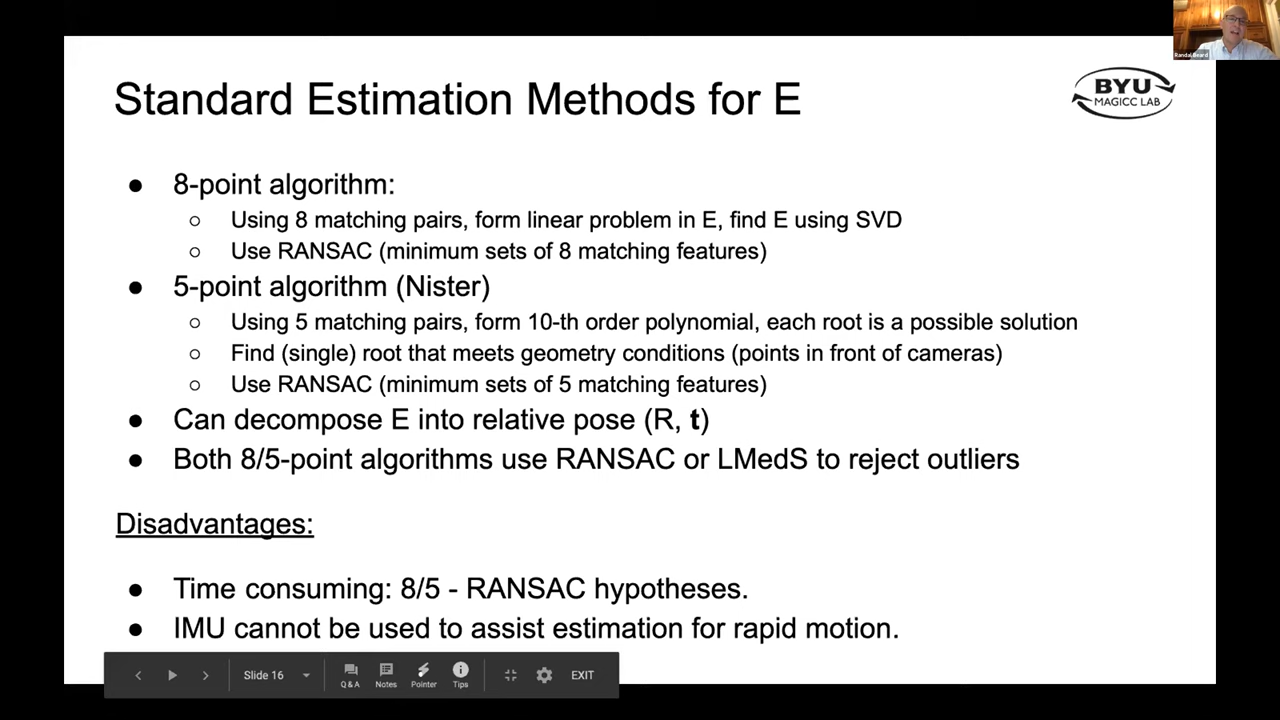 Standard Estimation Methods for E
BYU
MAGICC LAB
Randal Beard
● 8-point algorithm:
○ Using 8 matching pairs, form linear problem in E, find E using SVD
○ Use RANSAC (minimum sets of 8 matching features)
● 5-point algorithm (Nister)
○ Using 5 matching pairs, form 10-th order polynomial, each root is a possible solution
○ Find (single) root that meets geometry conditions (points in front of cameras)
○ Use RANSAC (minimum sets of 5 matching features)
● Can decompose E into relative pose (R, t)
● Both 8/5-point algorithms use RANSAC or LMedS to reject outliers
Disadvantages:
● Time consuming: 8/5 - RANSAC hypotheses.
● IMU cannot be used to assist estimation for rapid motion.
Slide 16
Q & A
Notes
Pointer
Tips
EXIT